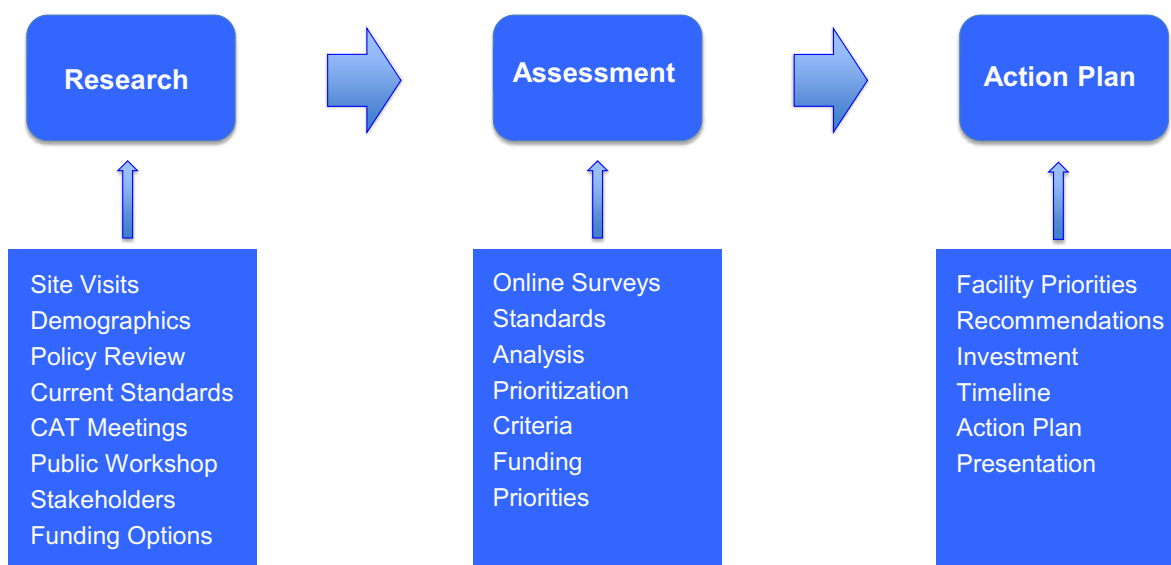 Research
Assessment
Action Plan
Site Visits
Demographics
Policy Review
Current Standards
CAT Meetings
Public Workshop
Stakeholders
Funding Options
Online Surveys
Standards
Analysis
Prioritization
Criteria
Funding
Priorities
Facility Priorities
Recommendations
Investment
Timeline
Action Plan
Presentation